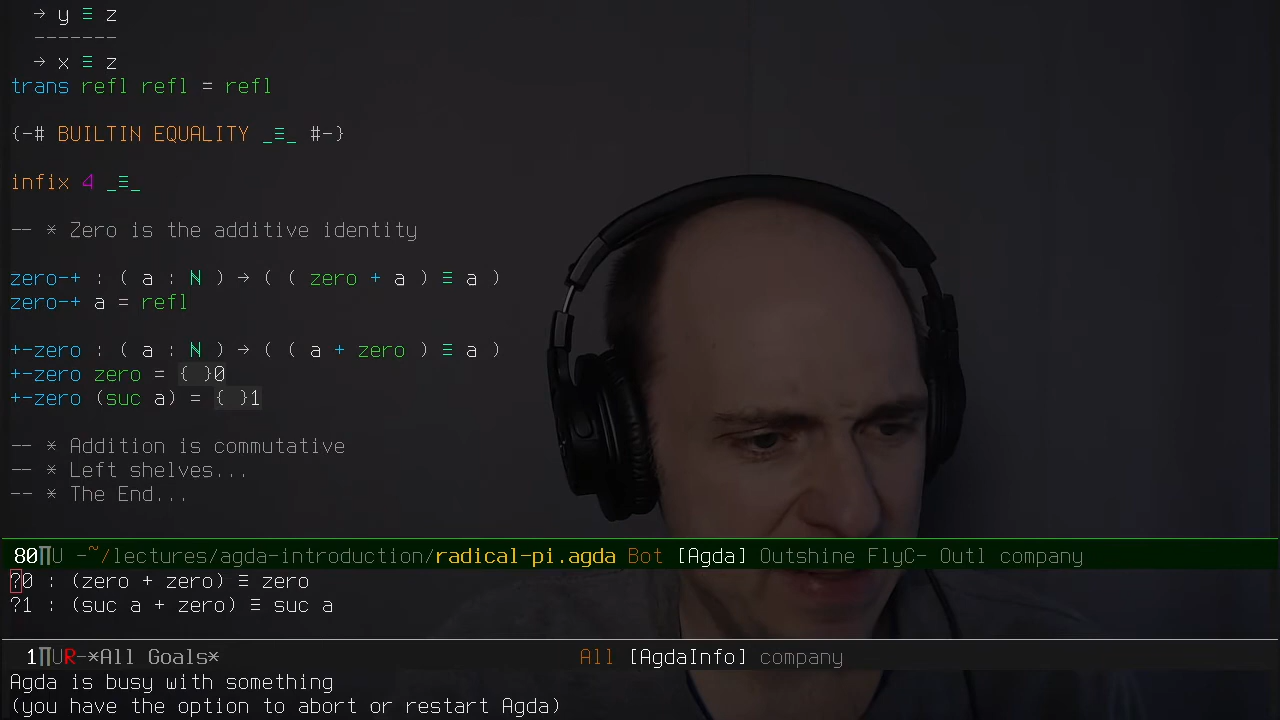 → y ≡ z
-------
→ x ≡ z
trans refl refl = refl
{-# BUILTIN EQUALITY _≡_ #-}
infix 4 _≡_
-- * Zero is the additive identity
zero-+ : ( a : N ) → ( ( zero + a ) ≡ a )
zero-+ a = refl
+-zero : ( a : N ) → ( ( a + zero ) ≡ a )
+-zero zero = { }0
+-zero (suc a) = { }1
-- * Addition is commutative
-- * Left shelves...
-- * The End...
80∏U -~/lectures/agda-introduction/radical-pi.agda Bot [Agda] Outshine FlyC- Outl company
?0 : (zero + zero) ≡ zero
?1 : (suc a + zero) ≡ suc a
1∏UR-*All Goals* All [AgdaInfo] company
Agda is busy with something
(you have the option to abort or restart Agda)